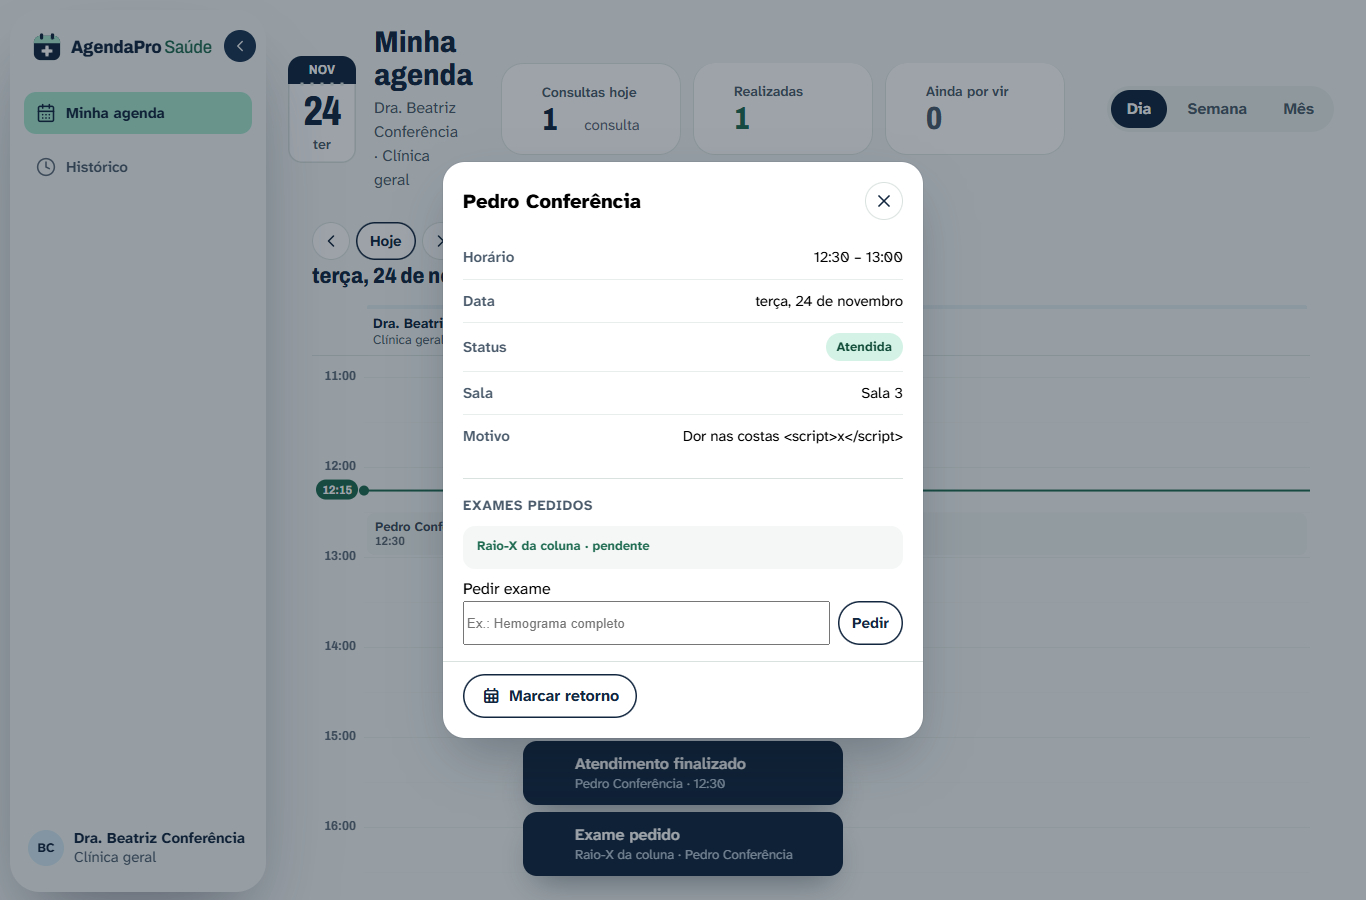 AgendaPro Saúde
Minha agenda
Histórico
NOV
24
ter
Minha
agenda
Dra. Beatriz
Conferência
· Clínica
geral
Consultas hoje
1 consulta
Realizadas
1
Ainda por vir
0
Dia Semana Mês
Hoje
terça, 24 de n
Dra. Beatri
Clínica geral
11:00
12:00
12:15
Pedro Conf
12:30
13:00
14:00
15:00
16:00
Pedro Conferência
Horário 12:30 – 13:00
Data terça, 24 de novembro
Status Atendida
Sala Sala 3
Motivo Dor nas costas <script>x</script>
EXAMES PEDIDOS
Raio-X da coluna · pendente
Pedir exame
Ex.: Hemograma completo Pedir
Marcar retorno
Atendimento finalizado
Pedro Conferência · 12:30
Exame pedido
Raio-X da coluna · Pedro Conferência
BC Dra. Beatriz Conferência
Clínica geral